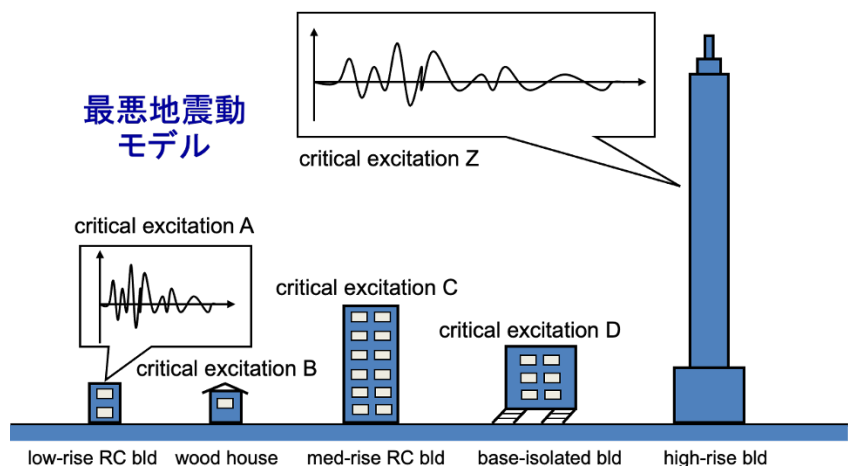 最悪地震動
モデル
critical excitation Z
critical excitation A
critical excitation C
critical excitation D
critical excitation B
low-rise RC bld
wood house
med-rise RC bld
base-isolated bld
high-rise bld